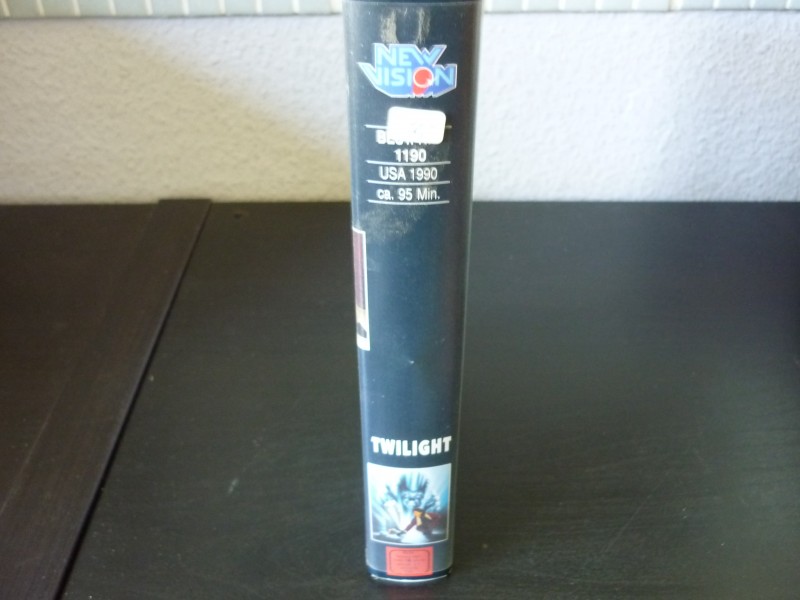 NEW
VISION
1190
USA 1990
ca. 95 Min.
TWILIGHT